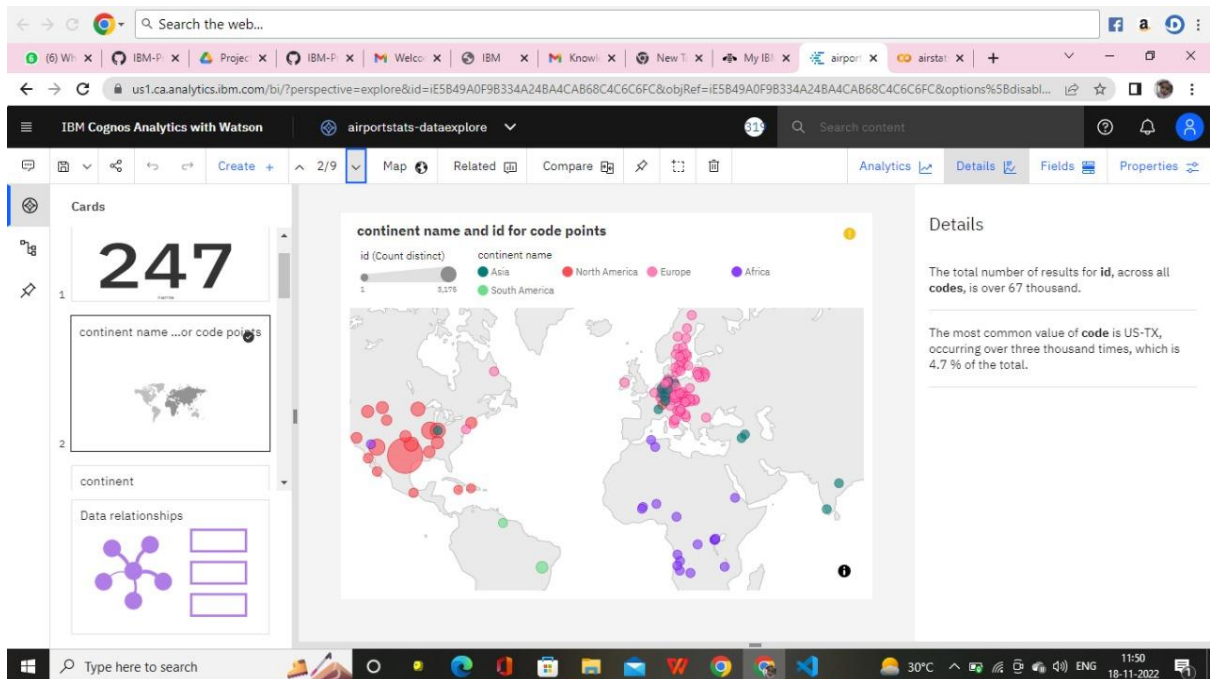 Search the web...
(6) Wh
IBM-P
Projec
IBM-P
Welco
IBM
Knowl
New T
My IBM
airport
airstat
us1.ca.analytics.ibm.com/bi/?perspective=explore&id=iE5B49A0F9B334A24BA4CAB68C4C6C6FC&objRef=iE5B49A0F9B334A24BA4CAB68C4C6C6FC&options%5Bdisabl...
IBM Cognos Analytics with Watson
airportstats-dataexplore
319
Search content
Create +
2/9
Map
Related
Compare
Analytics
Details
Fields
Properties
Cards
247
1
continent name ...or code points
2
continent
Data relationships
continent name and id for code points
id (Count distinct)
1
3,175
continent name
Asia
North America
Europe
Africa
South America
Details
The total number of results for id, across all
codes, is over 67 thousand.
The most common value of code is US-TX,
occurring over three thousand times, which is
4.7 % of the total.
Type here to search
30°C
ENG
11:50
18-11-2022